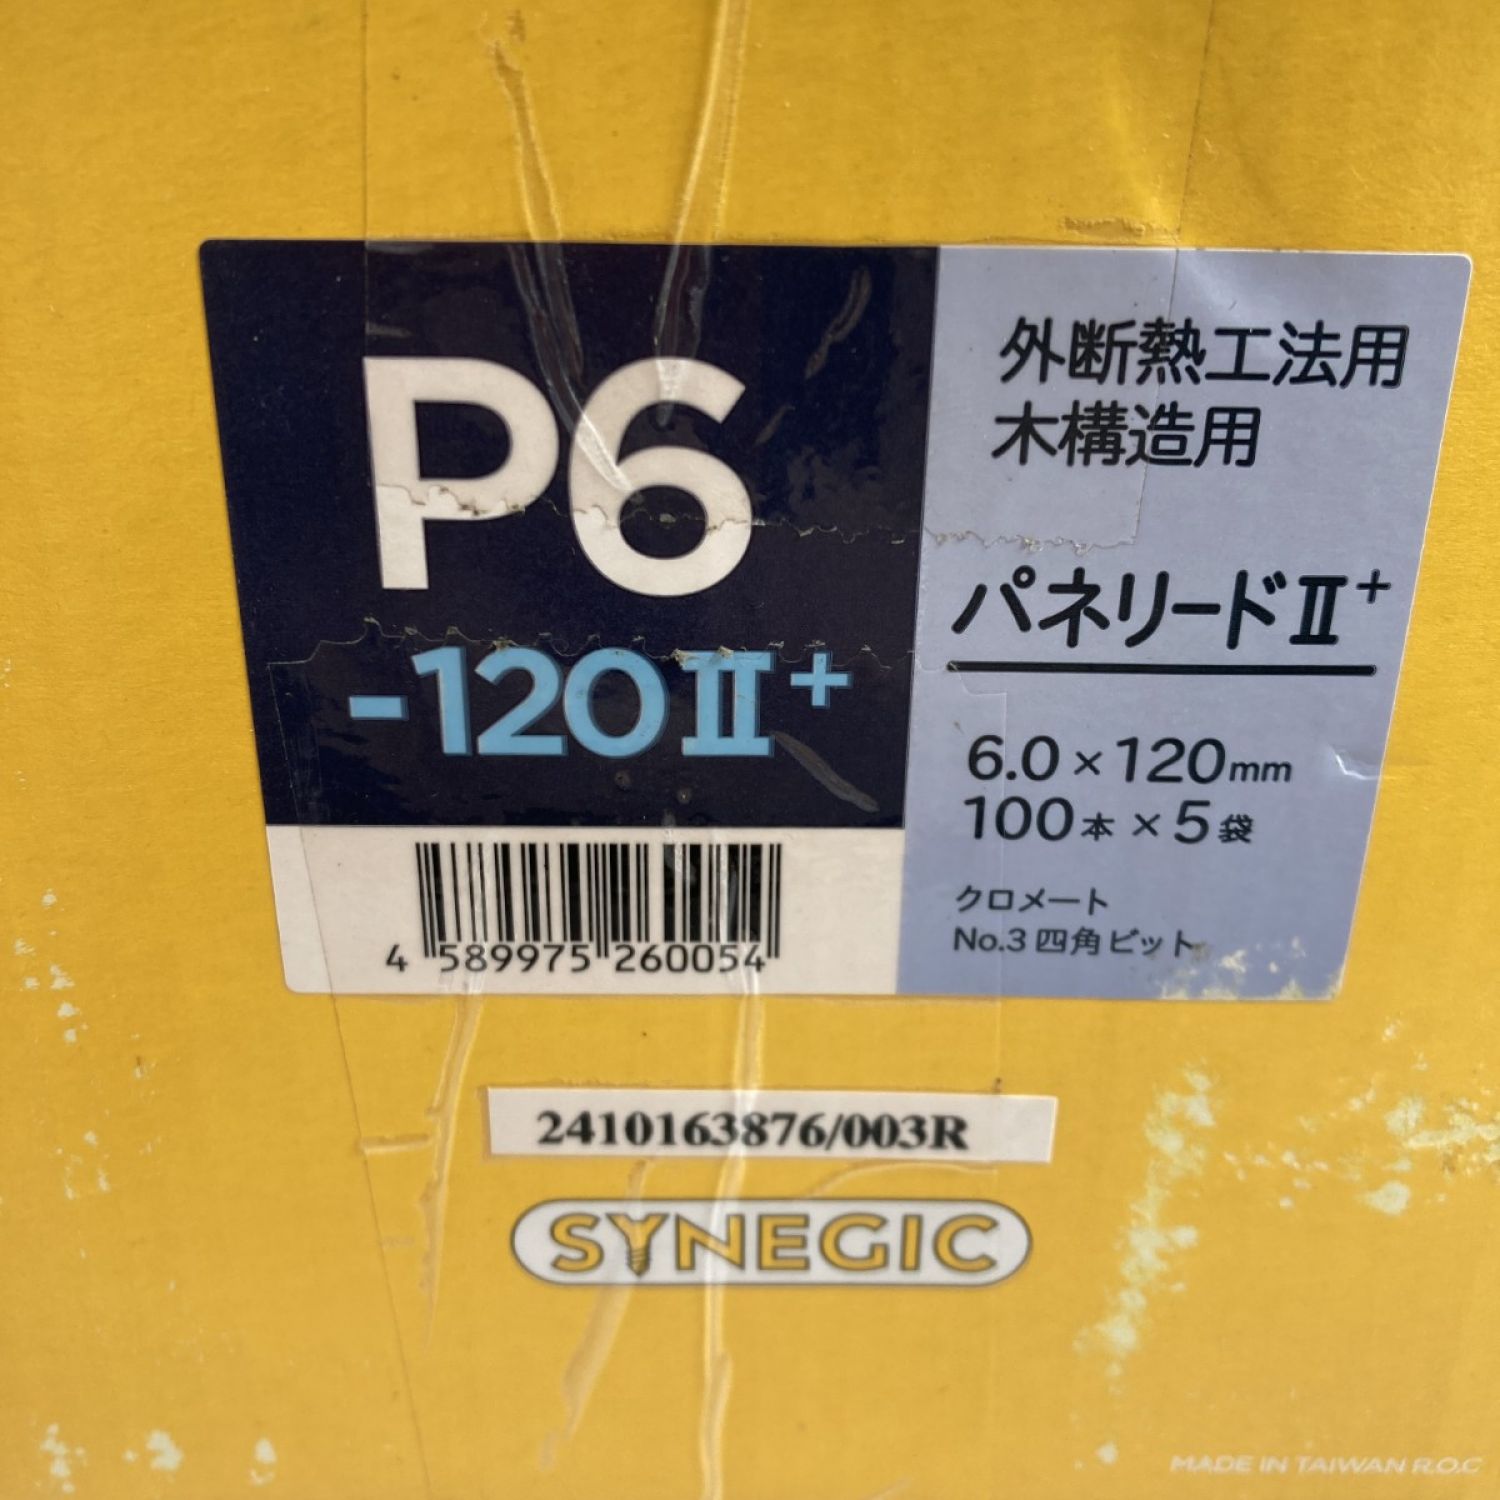 P6
-120Ⅱ+
4 589975 260054
外断熱工法用
木構造用
パネリードⅡ+
6.0×120mm
100本×5袋
クロメート
No.3 四角ビット
2410163876/003R
SYNEGIC
MADE IN TAIWAN R.O.C